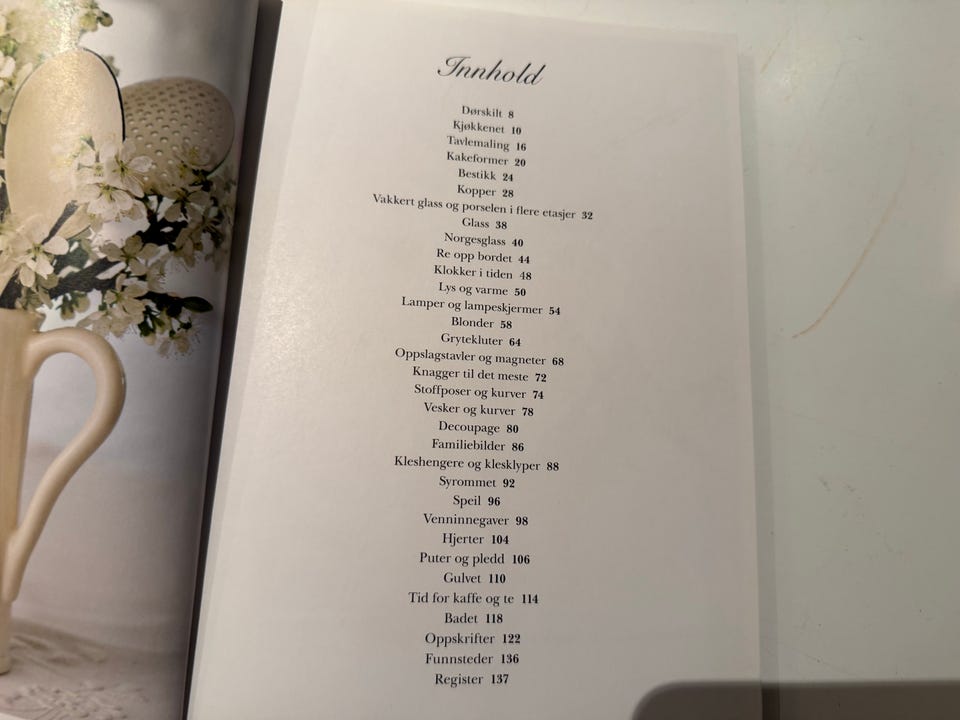 Innhold
Dørskilt 8
Kjøkkenet 10
Tavlemaling 16
Kakeformer 20
Bestikk 24
Kopper 28
Vakkert glass og porselen i flere etasjer 32
Glass 38
Norgesglass 40
Re opp bordet 44
Klokker i tiden 48
Lys og varme 50
Lamper og lampeskjermer 54
Blonder 58
Grytekluter 64
Oppslagstavler og magneter 68
Knagger til det meste 72
Stoffposer og kurver 74
Vesker og kurver 78
Decoupage 80
Familiebilder 86
Kleshengere og klesklyper 88
Syrommet 92
Speil 96
Venninnegaver 98
Hjerter 104
Puter og pledd 106
Gulvet 110
Tid for kaffe og te 114
Badet 118
Oppskrifter 122
Funnsteder 136
Register 137